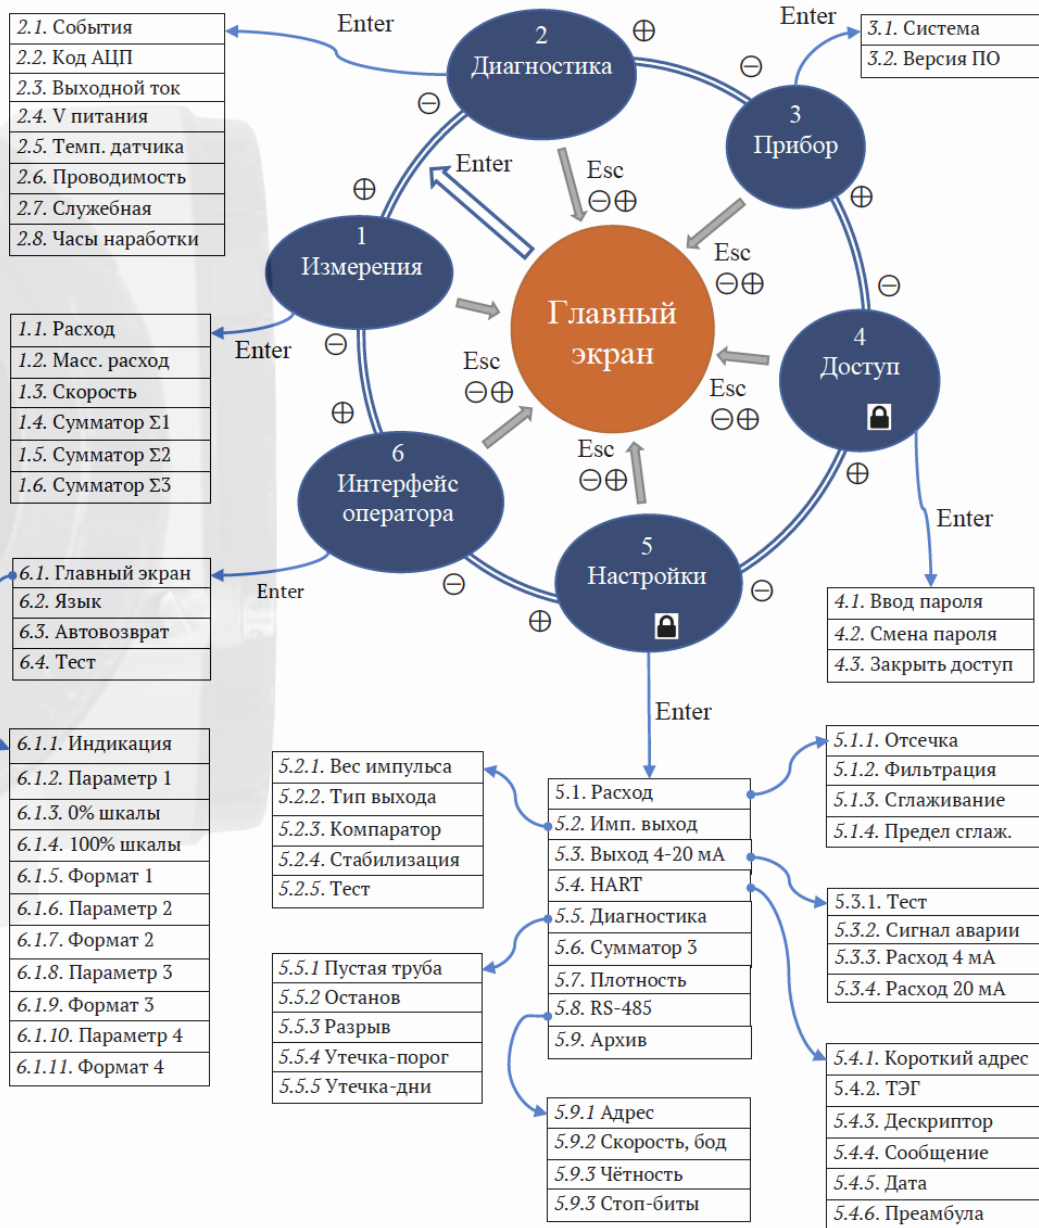 2.1. События
2.2. Код АЦП
2.3. Выходной ток
2.4. V питания
2.5. Темп. датчика
2.6. Проводимость
2.7. Служебная
2.8. Часы наработки
Enter
2
Диагностика
⊕
⊖
Enter
3.1. Система
3.2. Версия ПО
⊖
3
Прибор
⊕
Enter
Esc
⊖⊕
⊕
1
Измерения
⊖
Esc
⊖⊕
⊖
Главный
экран
1.1. Расход
1.2. Масс. расход
1.3. Скорость
1.4. Сумматор Σ1
1.5. Сумматор Σ2
1.6. Сумматор Σ3
Enter
Esc
⊖⊕
4
Доступ
Esc
⊖⊕
⊕
⊕
6
Интерфейс
оператора
⊖
Esc
⊖⊕
Enter
5
Настройки
⊖
⊕
6.1. Главный экран
6.2. Язык
6.3. Автовозврат
6.4. Тест
Enter
4.1. Ввод пароля
4.2. Смена пароля
4.3. Закрыть доступ
Enter
6.1.1. Индикация
6.1.2. Параметр 1
6.1.3. 0% шкалы
6.1.4. 100% шкалы
6.1.5. Формат 1
6.1.6. Параметр 2
6.1.7. Формат 2
6.1.8. Параметр 3
6.1.9. Формат 3
6.1.10. Параметр 4
6.1.11. Формат 4
5.2.1. Вес импульса
5.2.2. Тип выхода
5.2.3. Компаратор
5.2.4. Стабилизация
5.2.5. Тест
5.1. Расход
5.2. Имп. выход
5.3. Выход 4-20 мА
5.4. HART
5.5. Диагностика
5.6. Сумматор 3
5.7. Плотность
5.8. RS-485
5.9. Архив
5.1.1. Отсечка
5.1.2. Фильтрация
5.1.3. Сглаживание
5.1.4. Предел сглаж.
5.3.1. Тест
5.3.2. Сигнал аварии
5.3.3. Расход 4 мА
5.3.4. Расход 20 мА
5.5.1 Пустая труба
5.5.2 Останов
5.5.3 Разрыв
5.5.4 Утечка-порог
5.5.5 Утечка-дни
5.9.1 Адрес
5.9.2 Скорость, бод
5.9.3 Чётность
5.9.3 Стоп-биты
5.4.1. Короткий адрес
5.4.2. ТЭГ
5.4.3. Дескриптор
5.4.4. Сообщение
5.4.5. Дата
5.4.6. Преамбула